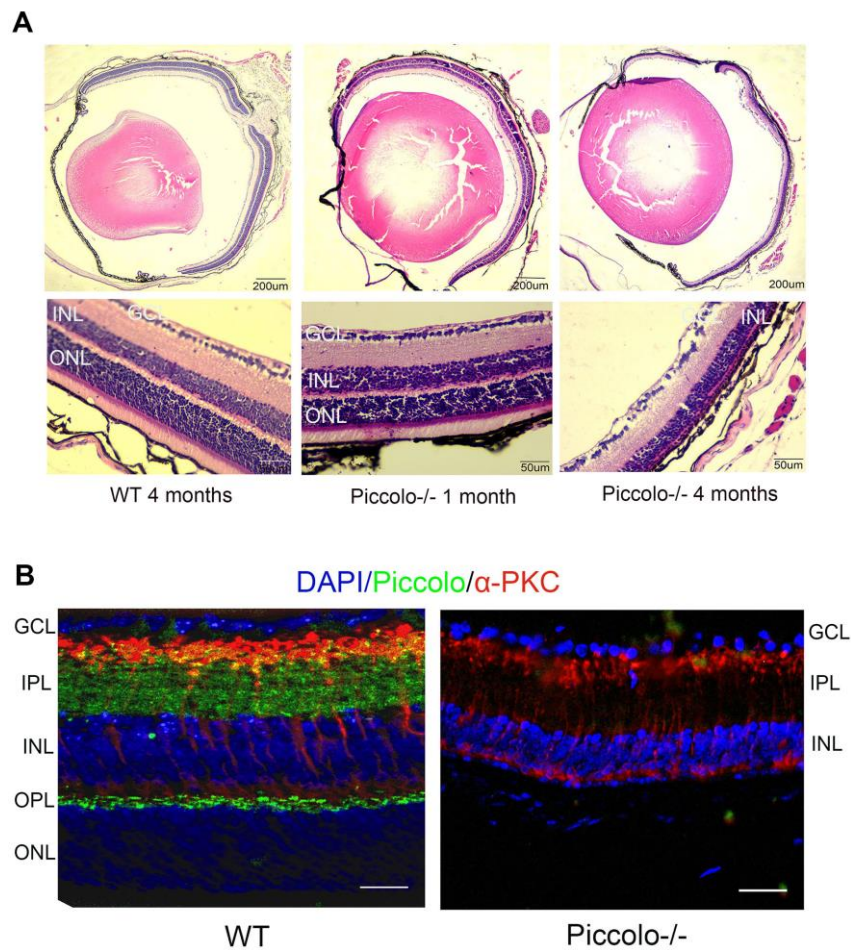 A
200um
200um
200um
INL
GCL
ONL
GCL
INL
ONL
50um
INL
50um
WT 4 months
Piccolo-/- 1 month
Piccolo-/- 4 months
B
DAPI/Piccolo/α-PKC
GCL
IPL
INL
OPL
ONL
GCL
IPL
INL
WT
Piccolo-/-